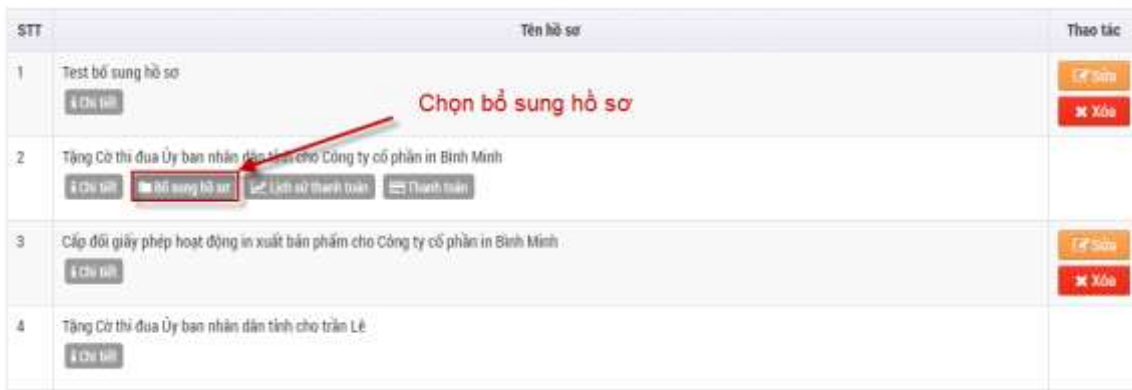 STT Tên hồ sơ Thao tác
1 Test bổ sung hồ sơ Sửa
Chi tiết Chọn bổ sung hồ sơ Xóa
2 Tặng Cờ thi đua Ủy ban nhân dân tỉnh cho Công ty cổ phần in Bình Minh
Chi tiết Bổ sung hồ sơ Lịch sử thanh toán Thanh toán
3 Cấp đổi giấy phép hoạt động in xuất bản phẩm cho Công ty cổ phần in Bình Minh Sửa
Chi tiết Xóa
4 Tặng Cờ thi đua Ủy ban nhân dân tỉnh cho trần Lê
Chi tiết